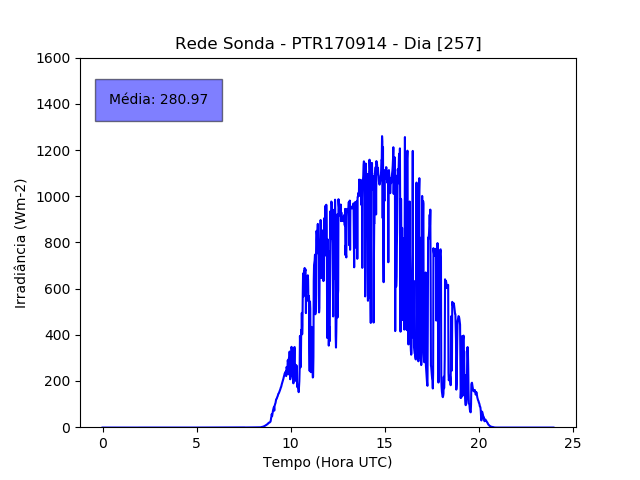 Rede Sonda - PTR170914 - Dia [257]
1600
1400
1200
1000
800
600
400
200
0
Irradiância (Wm-2)
Média: 280.97
0 5 10 15 20 25
Tempo (Hora UTC)